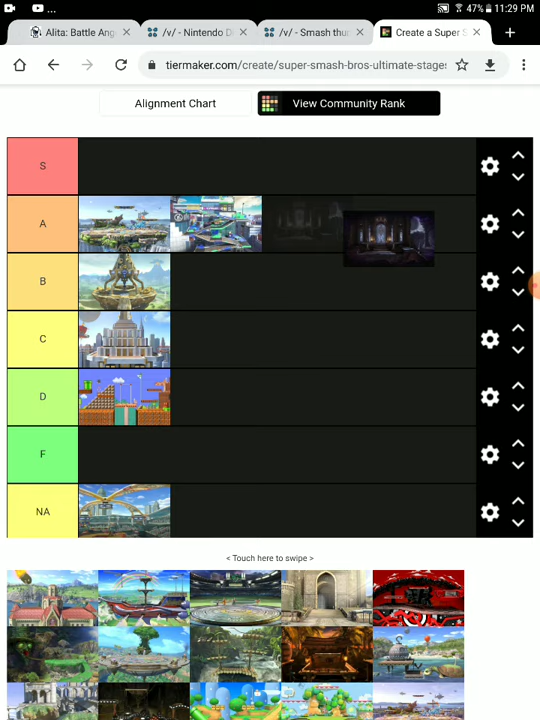 47% 11:29 PM
Alita: Battle Ang
/v/ - Nintendo D
/v/ - Smash thu
Create a Super S
tiermaker.com/create/super-smash-bros-ultimate-stages
Alignment Chart
View Community Rank
S
A
B
C
D
F
NA
< Touch here to swipe >